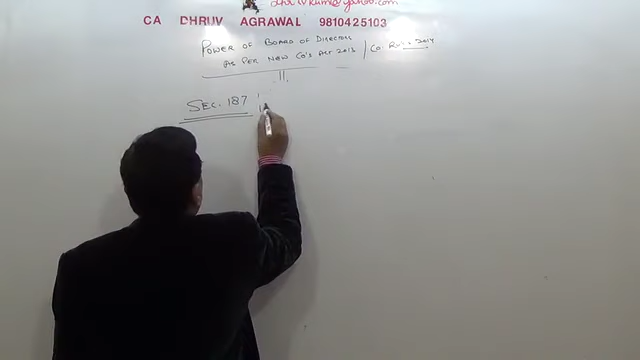 CA DHRUV AGRAWAL 9810425103
POWER OF BOARD OF DIRECTORS
AS PER NEW CO'S ACT 2013 | CO. 2014
SEC. 187